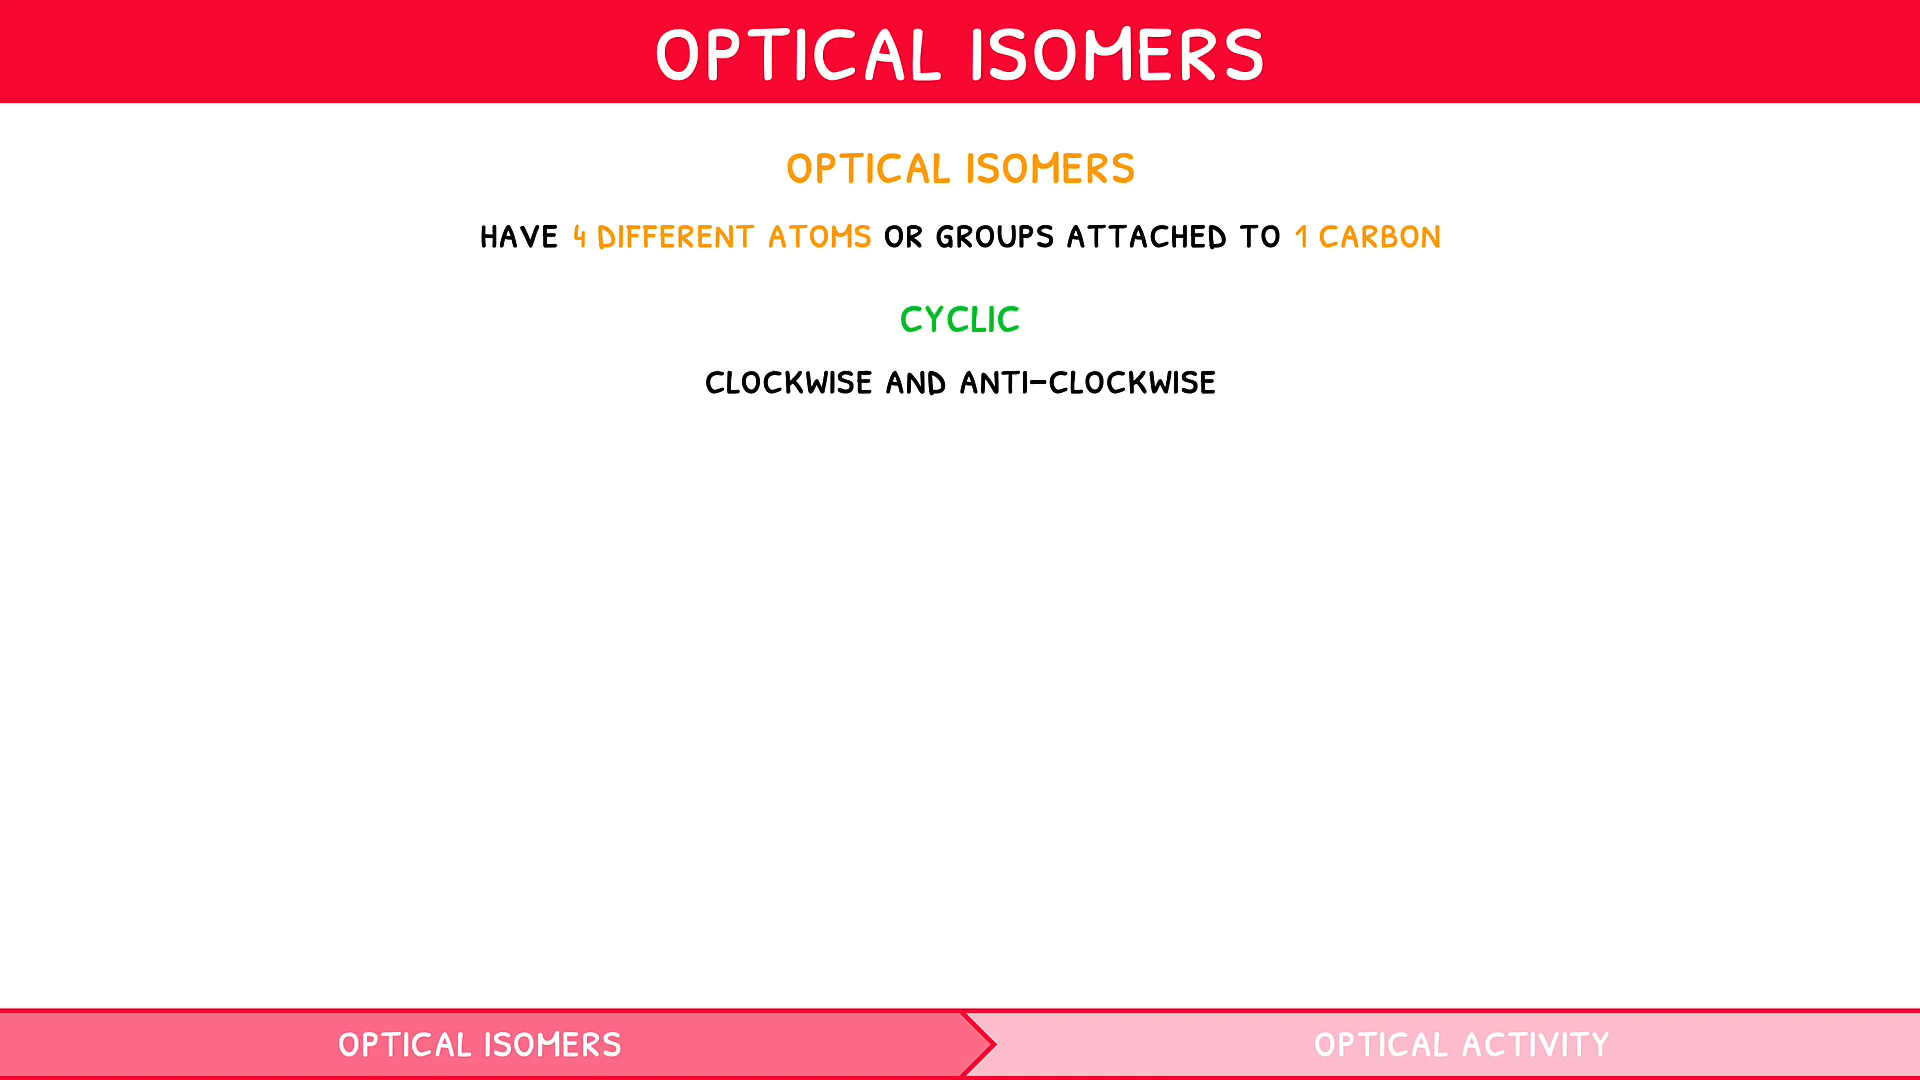 OPTICAL ISOMERS
OPTICAL ISOMERS
HAVE 4 DIFFERENT ATOMS OR GROUPS ATTACHED TO 1 CARBON
CYCLIC
CLOCKWISE AND ANTI-CLOCKWISE
OPTICAL ISOMERS
OPTICAL ACTIVITY